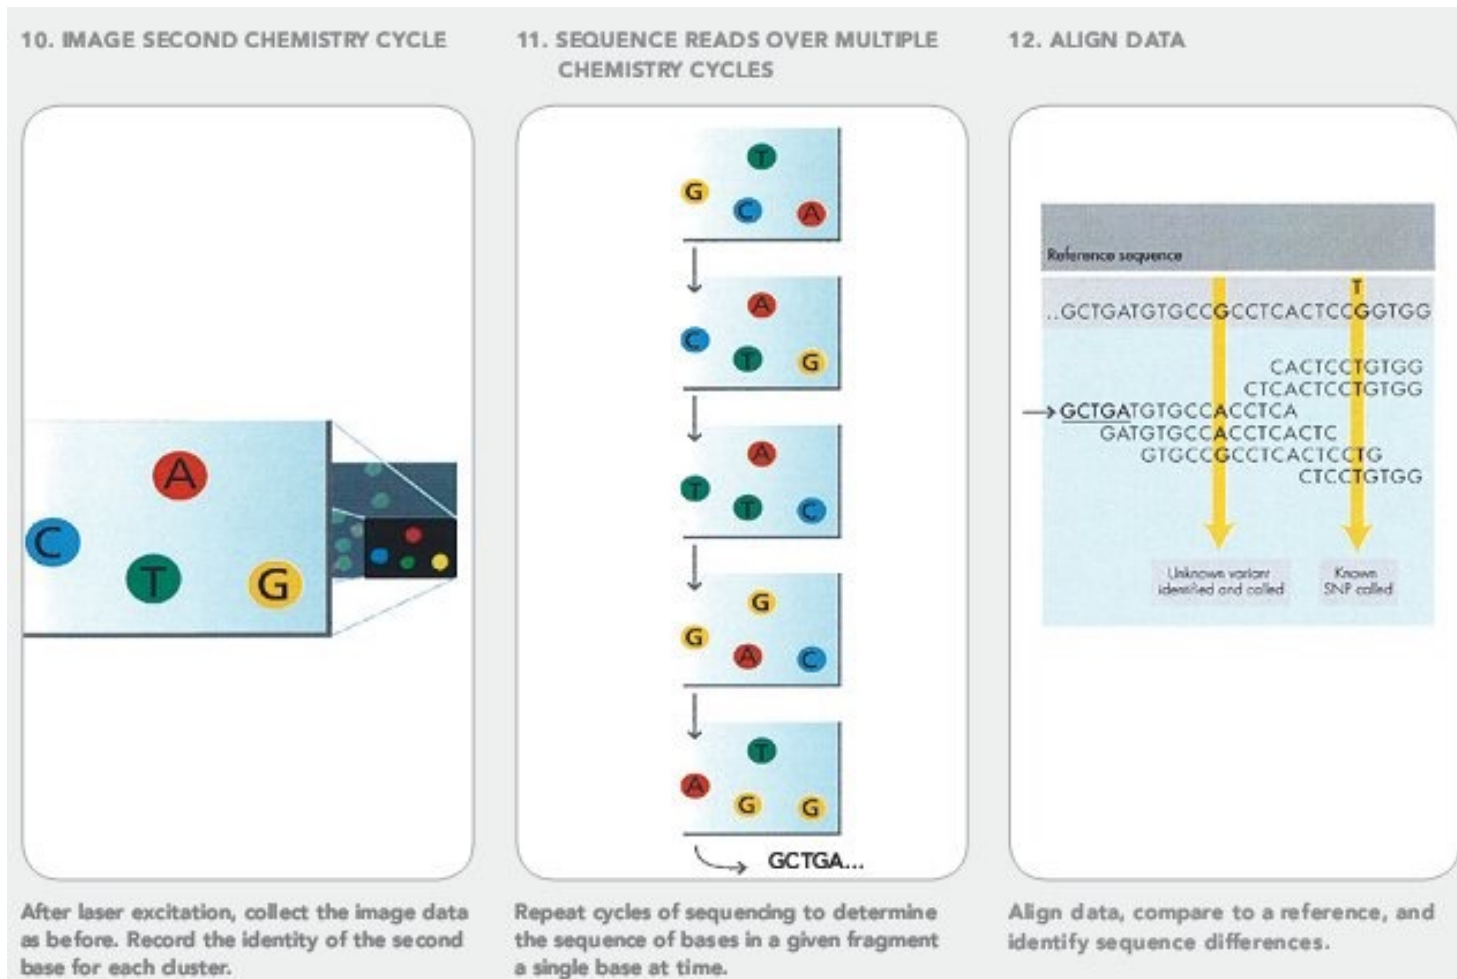 10. IMAGE SECOND CHEMISTRY CYCLE
C
A
T
G
After laser excitation, collect the image data
as before. Record the identity of the second
base for each cluster.
11. SEQUENCE READS OVER MULTIPLE
CHEMISTRY CYCLES
T
G
C
A
A
C
T
G
A
T
T
C
G
G
A
C
T
A
G
G
GCTGA...
Repeat cycles of sequencing to determine
the sequence of bases in a given fragment
a single base at time.
12. ALIGN DATA
Reference sequence
T
..GCTGATGTGCCGCCTCACTCCGGTGG
CACTCCTGTGG
CTCACTCCTGTGG
GCTGATGTGCCACCTCA
GATGTGCCACCTCACTC
GTGCCGCCTCACTCCTG
CTCCTGTGG
Unknown variant
identified and called
Known
SNP called
Align data, compare to a reference, and
identify sequence differences.